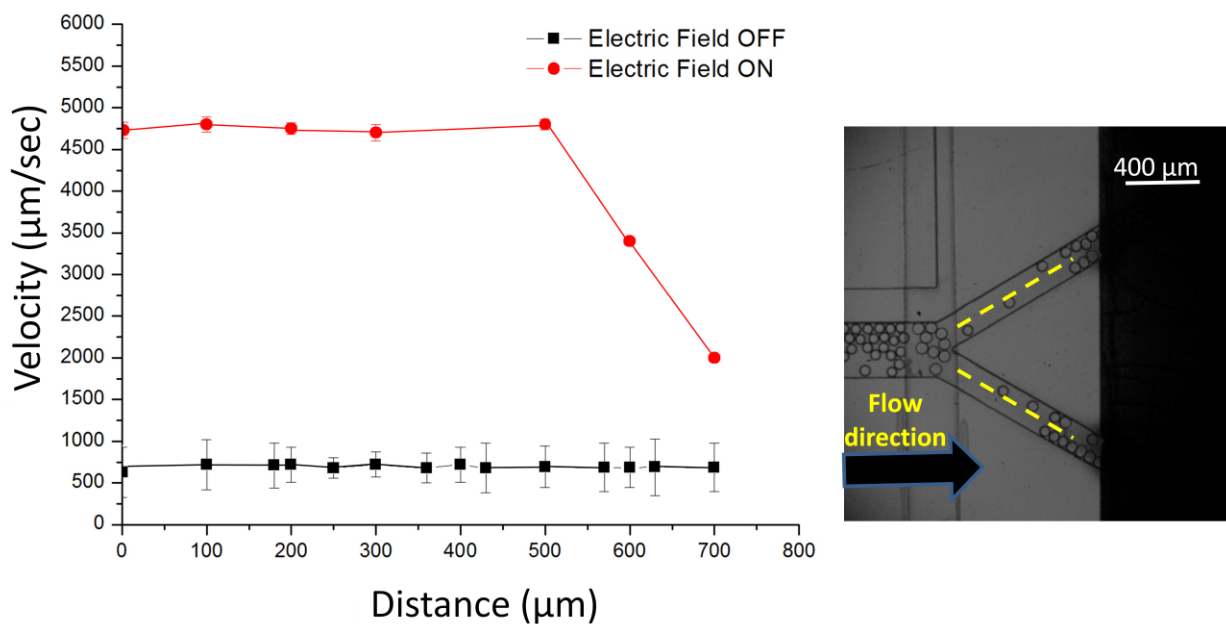 6000
5500
5000
4500
4000
3500
3000
2500
2000
1500
1000
500
0
Velocity (µm/sec)
Electric Field OFF
Electric Field ON
0 100 200 300 400 500 600 700 800
Distance (µm)
400 µm
Flow
direction